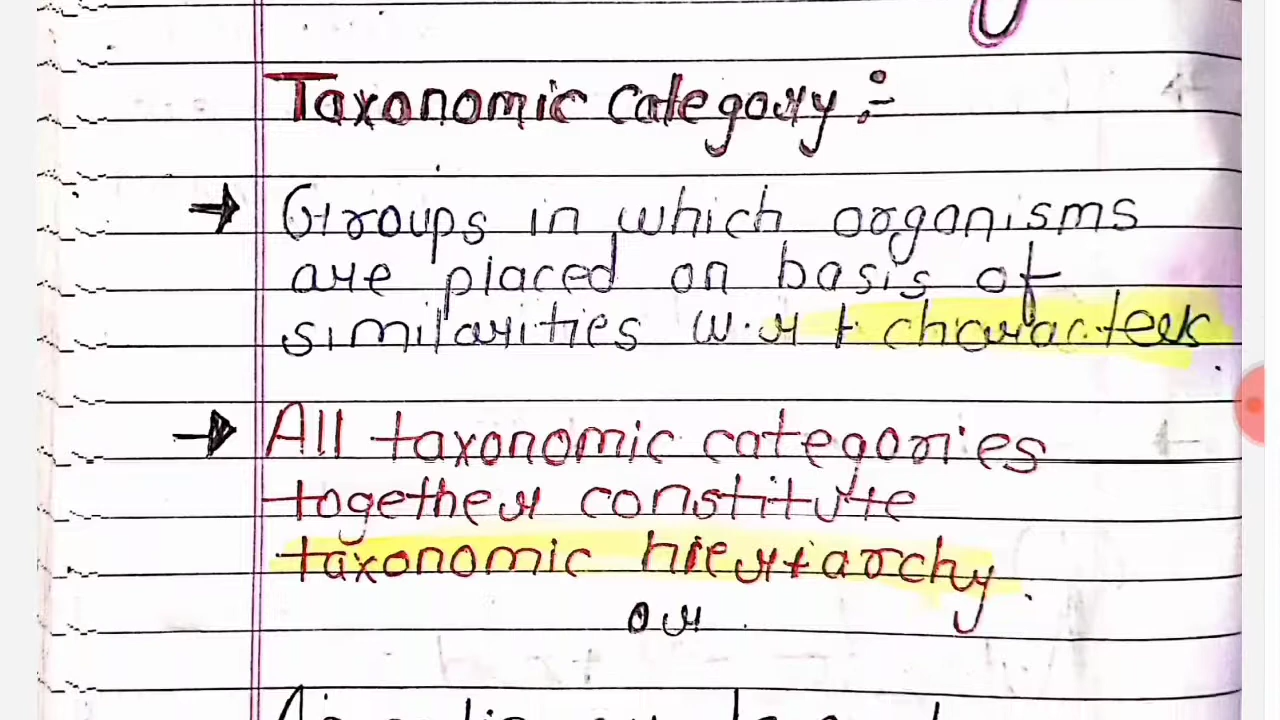 Taxonomic Category :-
→ Groups in which organisms
are placed on basis of
similarities w.r.t characters.
→ All taxonomic categories
together constitute
taxonomic hierarchy.
or